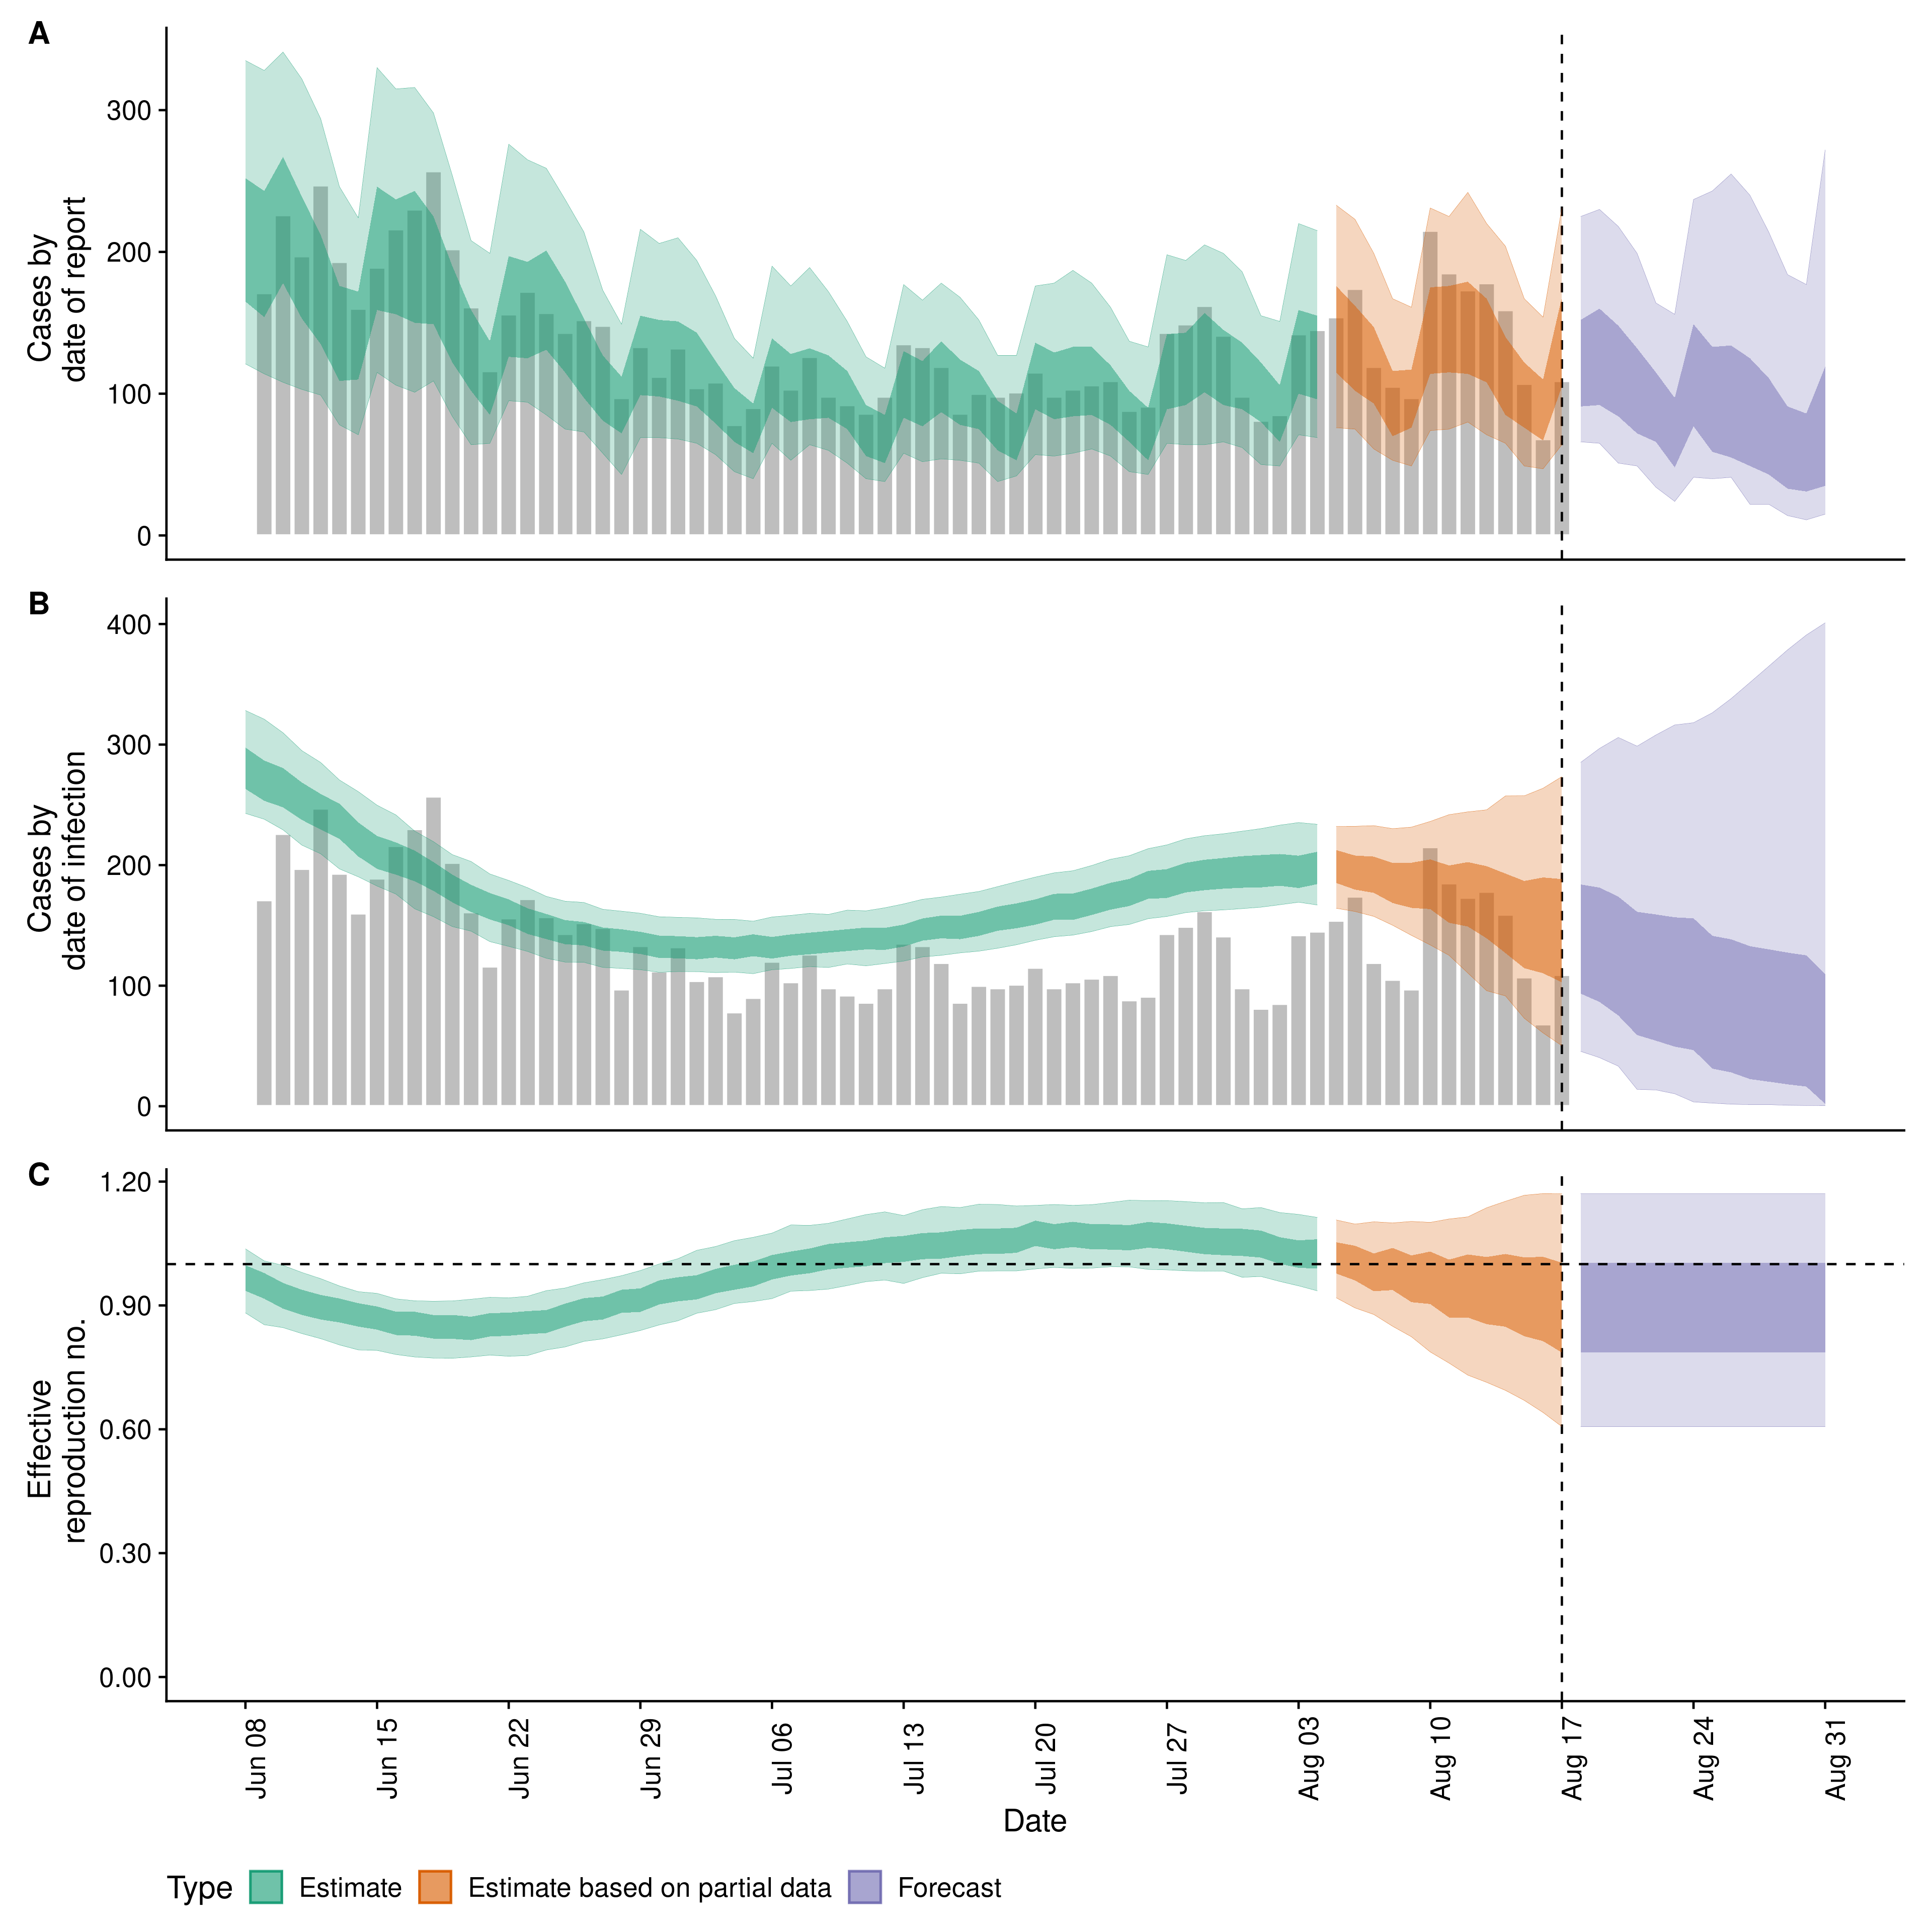 A
300
200
100
0
Cases by
date of report
B
400
300
200
100
0
Cases by
date of infection
C
1.20
0.90
0.60
0.30
0.00
Effective
reproduction no.
Jun 08
Jun 15
Jun 22
Jun 29
Jul 06
Jul 13
Jul 20
Jul 27
Aug 03
Aug 10
Aug 17
Aug 24
Aug 31
Date
Type Estimate Estimate based on partial data Forecast